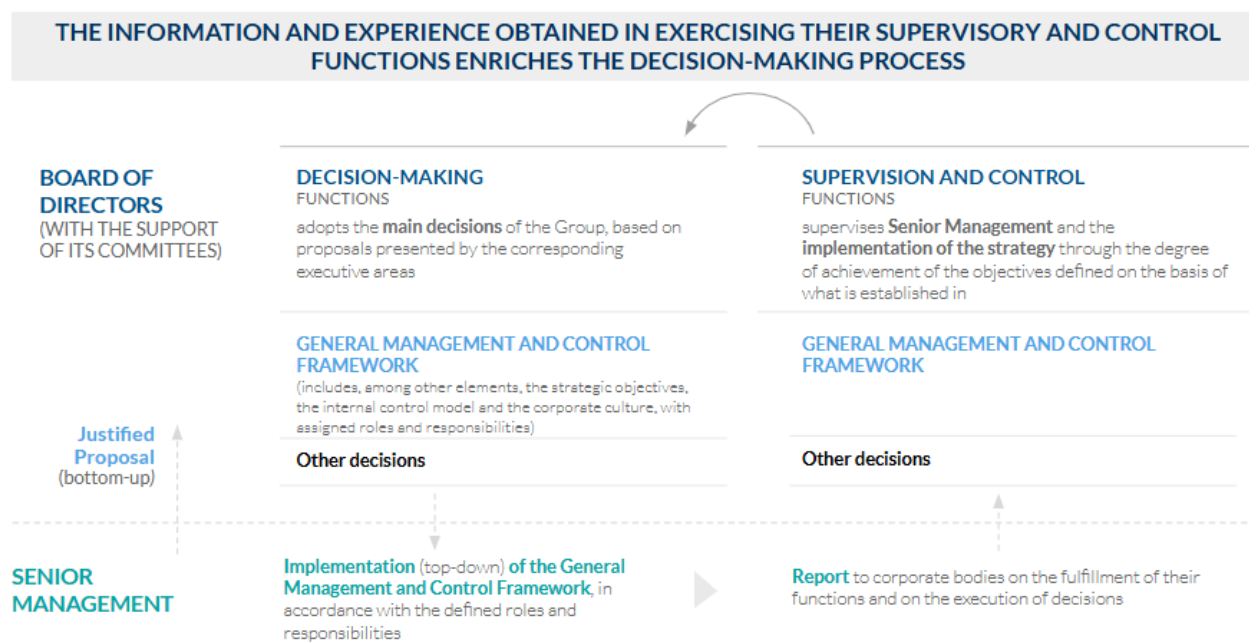 THE INFORMATION AND EXPERIENCE OBTAINED IN EXERCISING THEIR SUPERVISORY AND CONTROL
FUNCTIONS ENRICHES THE DECISION-MAKING PROCESS
BOARD OF
DIRECTORS
(WITH THE SUPPORT
OF ITS COMMITTEES)
DECISION-MAKING
FUNCTIONS
adopts the main decisions of the Group, based on
proposals presented by the corresponding
executive areas
SUPERVISION AND CONTROL
FUNCTIONS
supervises Senior Management and the
implementation of the strategy through the degree
of achievement of the objectives defined on the basis of
what is established in
GENERAL MANAGEMENT AND CONTROL
FRAMEWORK
(includes, among other elements, the strategic objectives,
the internal control model and the corporate culture, with
assigned roles and responsibilities)
GENERAL MANAGEMENT AND CONTROL
FRAMEWORK
Justified
Proposal
(bottom-up)
Other decisions
Other decisions
SENIOR
MANAGEMENT
Implementation (top-down) of the General
Management and Control Framework, in
accordance with the defined roles and
responsibilities
Report to corporate bodies on the fulfillment of their
functions and on the execution of decisions